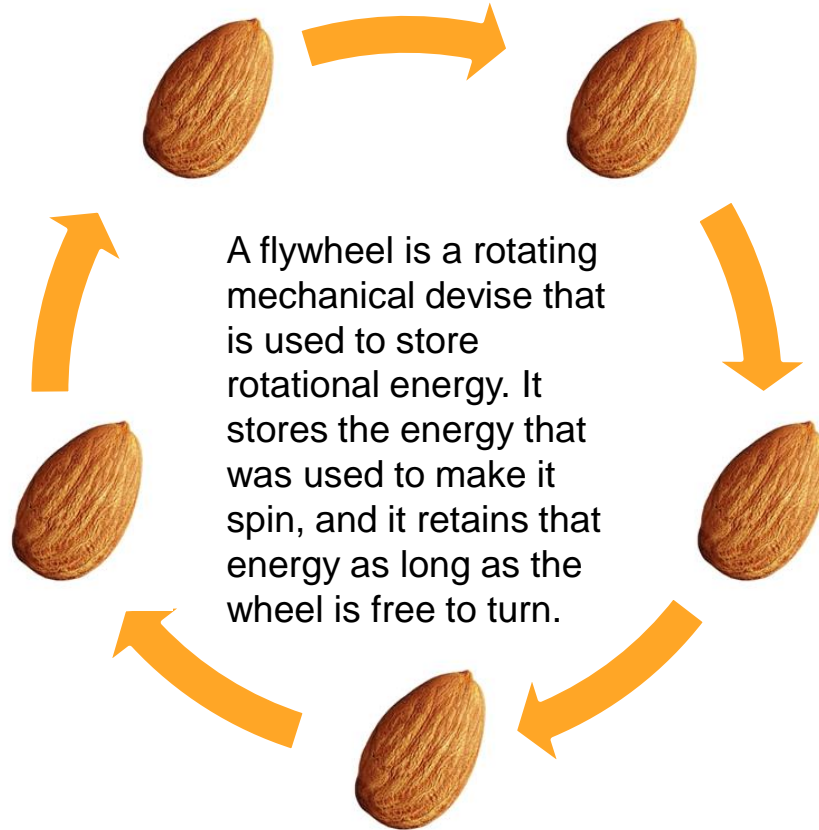 A flywheel is a rotating
mechanical devise that
is used to store
rotational energy. It
stores the energy that
was used to make it
spin, and it retains that
energy as long as the
wheel is free to turn.